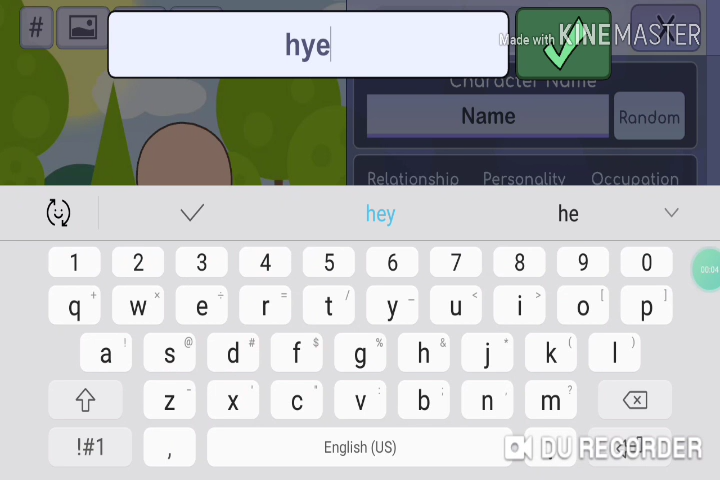 #
hye
Made with KINEMASTER
X
Character Name
Name Random
Relationship Personality Occupation
hey he
1 2 3 4 5 6 7 8 9 0
00:04
q + w × e ÷ r = t / y _ u < i > o [ p ]
a ! s @ d # f $ g % h & j * k ( l )
z - x ' c " v : b ; n , m ?
!#1 , English (US)
DU RECORDER